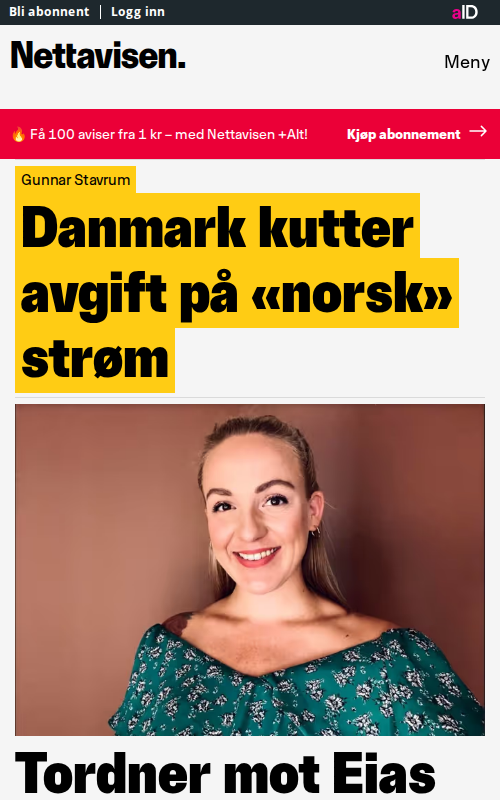 Bli abonnent | Logg inn
aID
Nettavisen.
Meny
🔥 Få 100 aviser fra 1 kr – med Nettavisen +Alt!
Kjøp abonnement →
Gunnar Stavrum
Danmark kutter
avgift på «norsk»
strøm
Tordner mot Eias